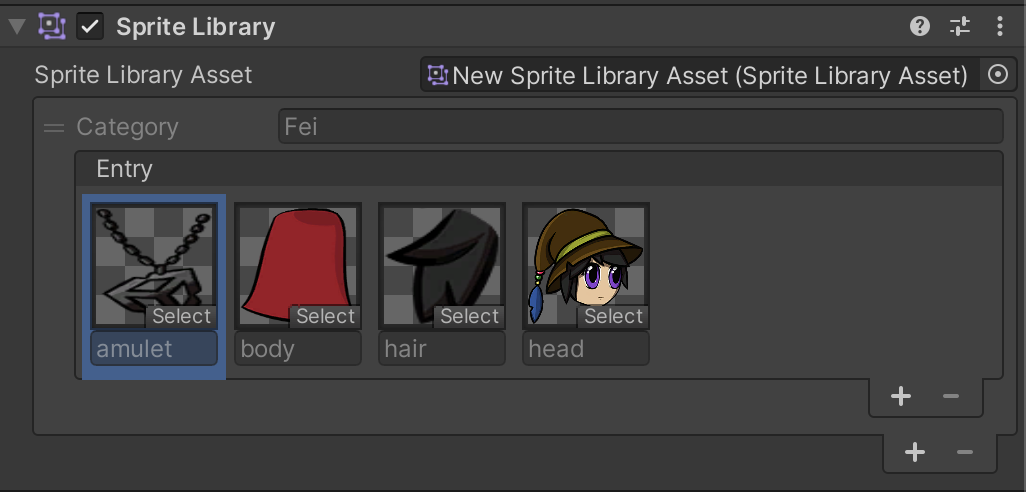 Sprite Library
Sprite Library Asset
New Sprite Library Asset (Sprite Library Asset)
Category
Fei
Entry
Select
Select
Select
Select
amulet
body
hair
head